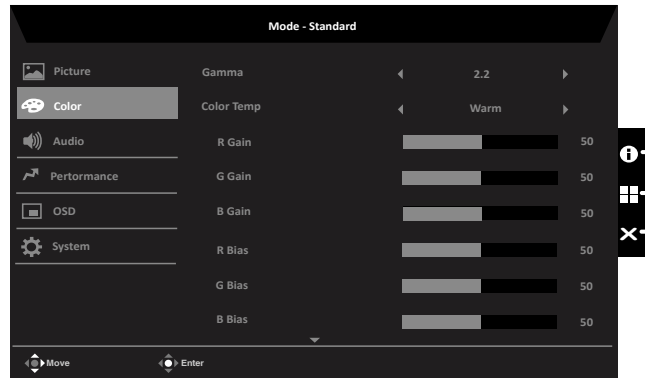 Mode - Standard
Picture
Gamma 2.2
Color
Color Temp Warm
Audio
R Gain 50
Pertormance
G Gain 50
OSD
B Gain 50
System
R Bias 50
G Bias 50
B Bias 50
Move Enter